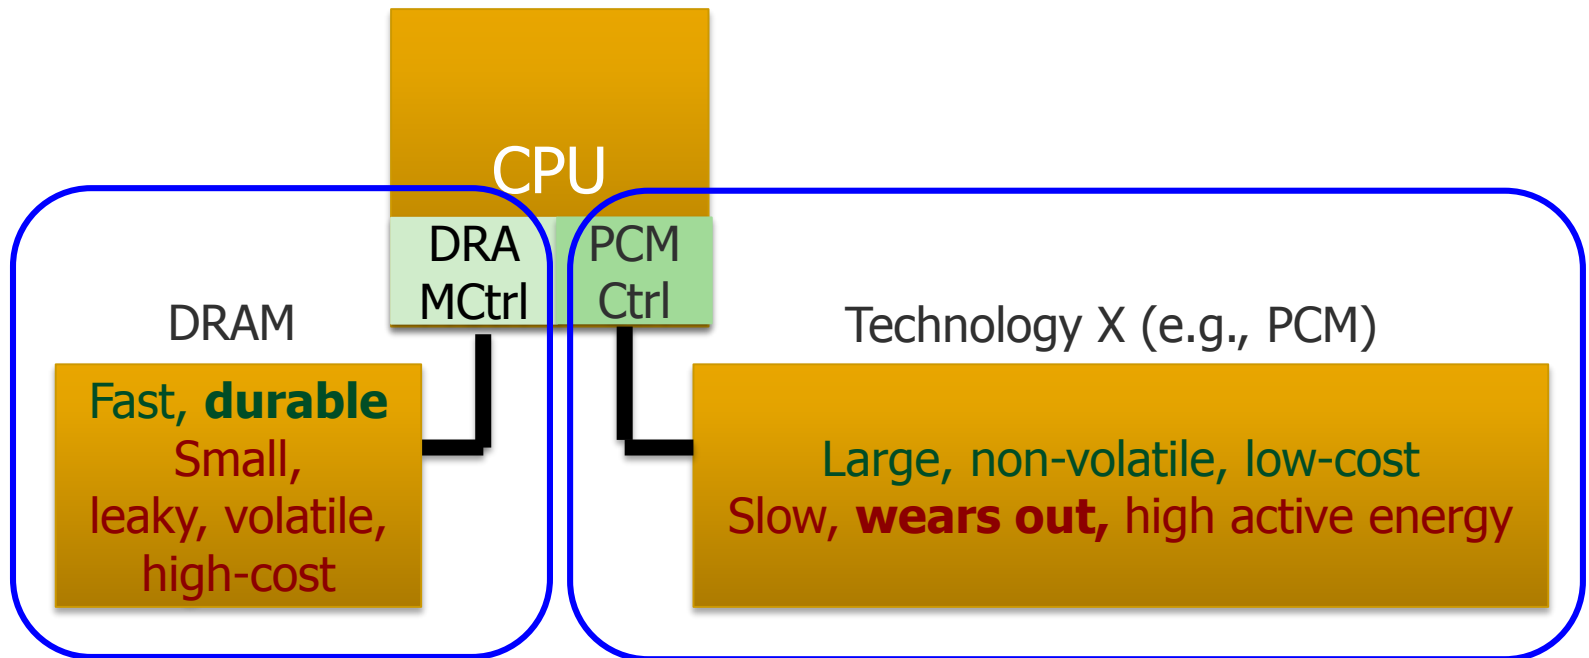 CPU
DRA
MCtrl
PCM
Ctrl
DRAM
Fast, durable
Small,
leaky, volatile,
high-cost
Technology X (e.g., PCM)
Large, non-volatile, low-cost
Slow, wears out, high active energy